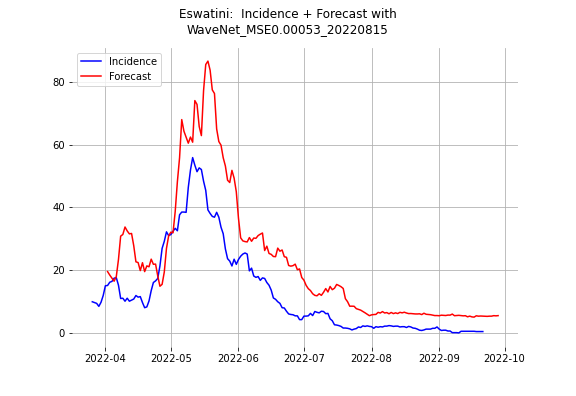 Eswatini:  Incidence + Forecast with
WaveNet_MSE0.00053_20220815
Incidence
Forecast
80
60
40
20
0
2022-04 2022-05 2022-06 2022-07 2022-08 2022-09 2022-10